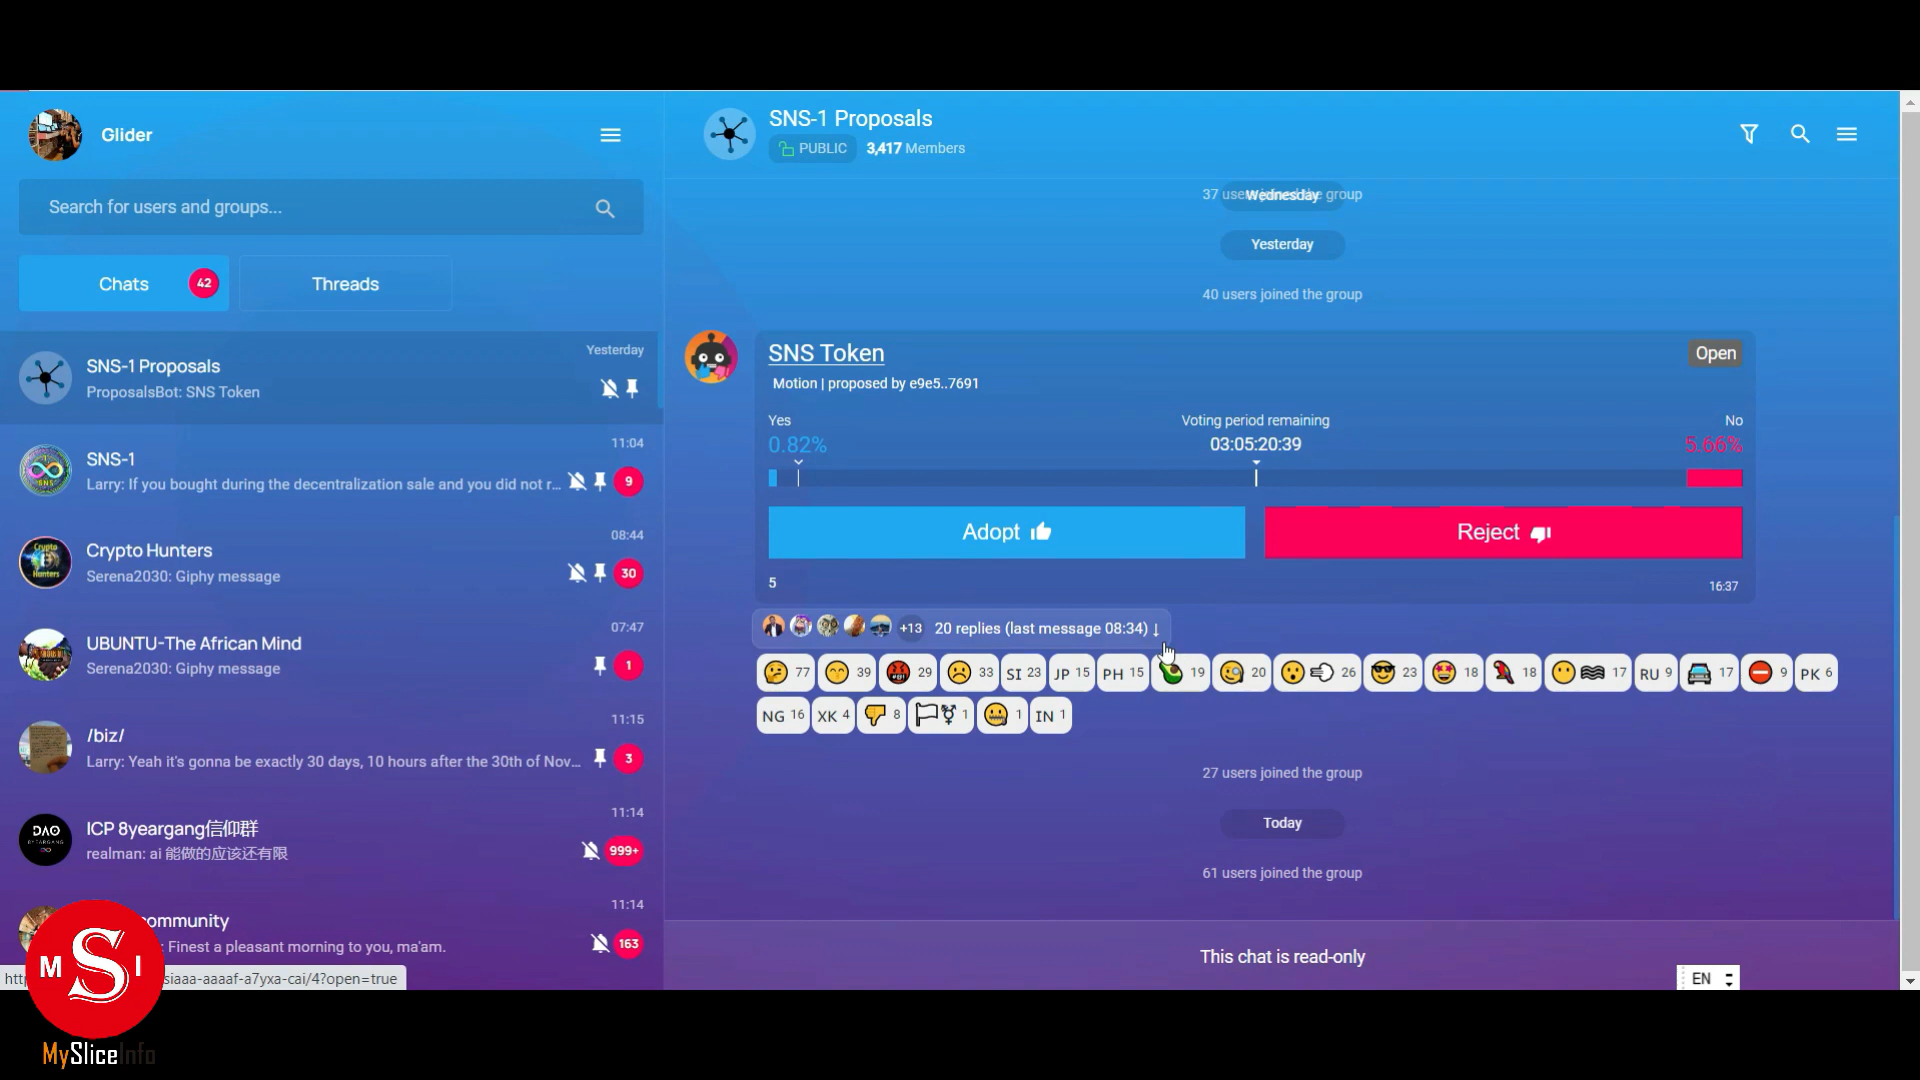 Glider
Search for users and groups...
Chats 42
Threads
SNS-1 Proposals
Yesterday
ProposalsBot: SNS Token
SNS-1
11:04
Larry: If you bought during the decentralization sale and you did not r...
9
Crypto Hunters
08:44
Serena2030: Giphy message
30
UBUNTU-The African Mind
07:47
Serena2030: Giphy message
1
/biz/
11:15
Larry: Yeah it's gonna be exactly 30 days, 10 hours after the 30th of Nov...
3
DAO
ICP 8yeargang信仰群
11:14
realman: ai 能做的应该还有限
999+
ommunity
11:14
: Finest a pleasant morning to you, ma'am.
163
siaaa-aaaaf-a7yxa-cai/4?open=true
M S I
MySliceInfo
SNS-1 Proposals
PUBLIC 3,417 Members
37 users joined the group
Wednesday
Yesterday
40 users joined the group
SNS Token
Open
Motion | proposed by e9e5..7691
Yes
Voting period remaining
No
0.82%
03:05:20:39
5.66%
Adopt
Reject
5
16:37
+13 20 replies (last message 08:34) ↓
77 39 29 33 SI 23 JP 15 PH 15 19 20 26 23 18 18 17 RU 9 17 9 PK 6
NG 16 XK 4 8 1 1 IN 1
27 users joined the group
Today
61 users joined the group
This chat is read-only
EN